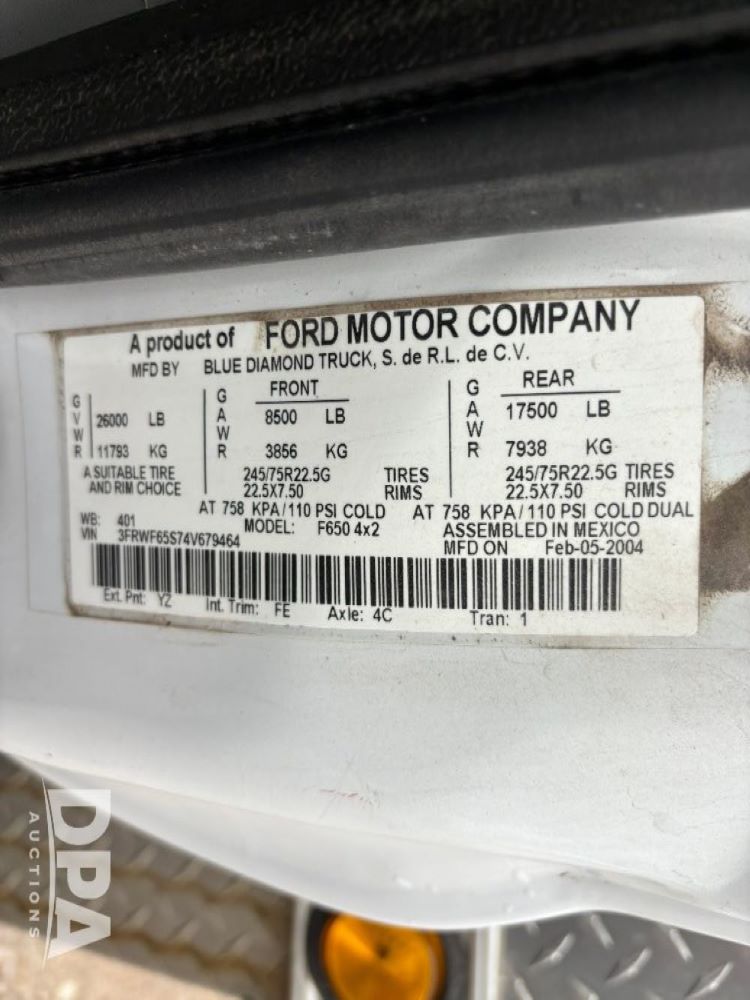 A product of FORD MOTOR COMPANY
MFD BY BLUE DIAMOND TRUCK, S. de R.L. de C.V.
GVWR 26000 LB 11793 KG
GAWR FRONT 8500 LB 3856 KG
GAWR REAR 17500 LB 7938 KG
A SUITABLE TIRE 245/75R22.5G TIRES 245/75R22.5G TIRES
AND RIM CHOICE 22.5X7.50 RIMS 22.5X7.50 RIMS
AT 758 KPA/110 PSI COLD AT 758 KPA/110 PSI COLD DUAL
WB: 401 MODEL: F650 4x2 ASSEMBLED IN MEXICO
VIN 3FRWF65S74V679464 MFD ON Feb-05-2004
Ext. Pnt: YZ Int. Trim: FE Axle: 4C Tran: 1
DPA
AUCTIONS